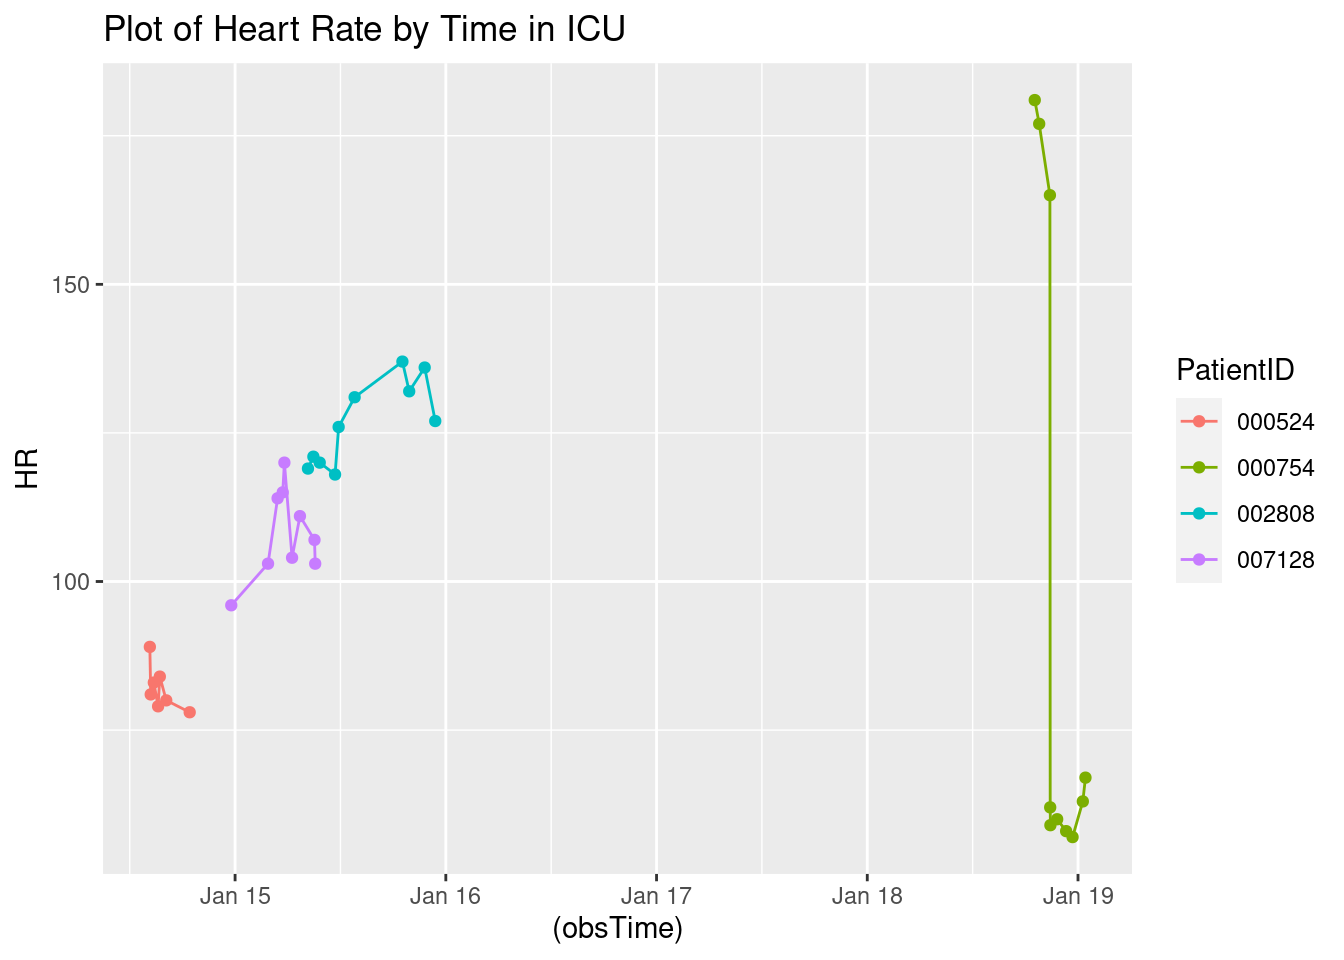 Plot of Heart Rate by Time in ICU
150
100
HR
Jan 15
Jan 16
Jan 17
Jan 18
Jan 19
(obsTime)
PatientID
000524
000754
002808
007128